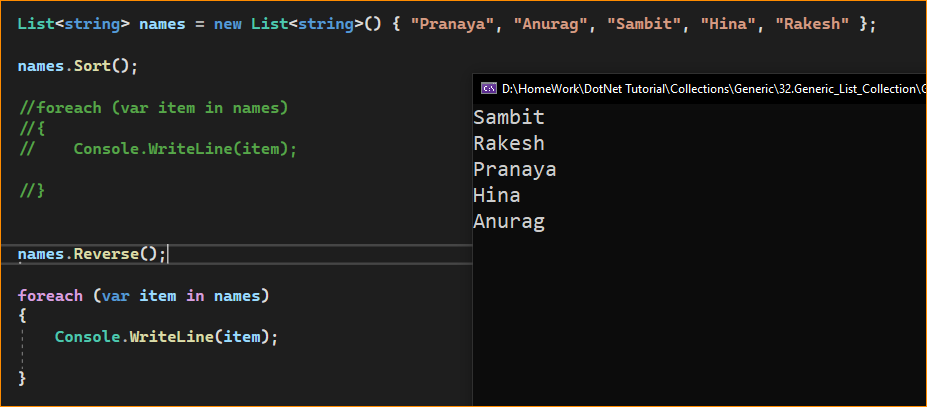 List<string> names = new List<string>() { "Pranaya", "Anurag", "Sambit", "Hina", "Rakesh" };
names.Sort();
//foreach (var item in names)
//{
//    Console.WriteLine(item);
//}
names.Reverse();
foreach (var item in names)
{
    Console.WriteLine(item);
}
D:\HomeWork\DotNet Tutorial\Collections\Generic\32.Generic_List_Collection\G
Sambit
Rakesh
Pranaya
Hina
Anurag